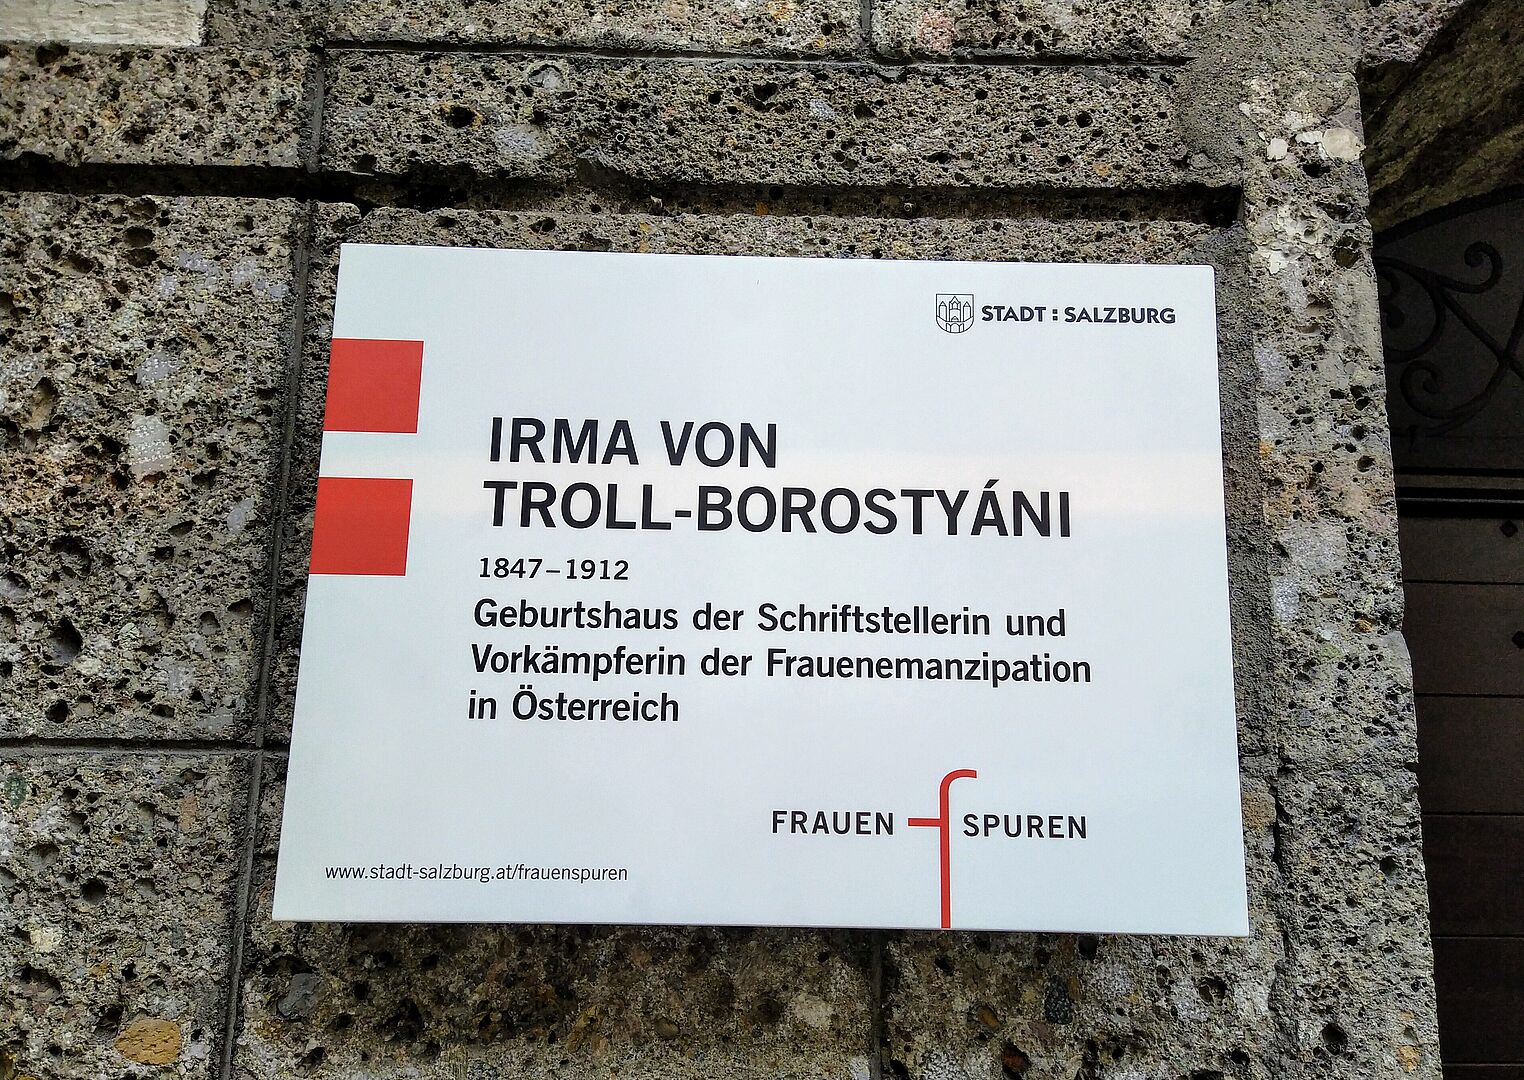 STADT : SALZBURG
IRMA VON
TROLL-BOROSTYÁNI
1847–1912
Geburtshaus der Schriftstellerin und
Vorkämpferin der Frauenemanzipation
in Österreich
FRAUEN SPUREN
www.stadt-salzburg.at/frauenspuren